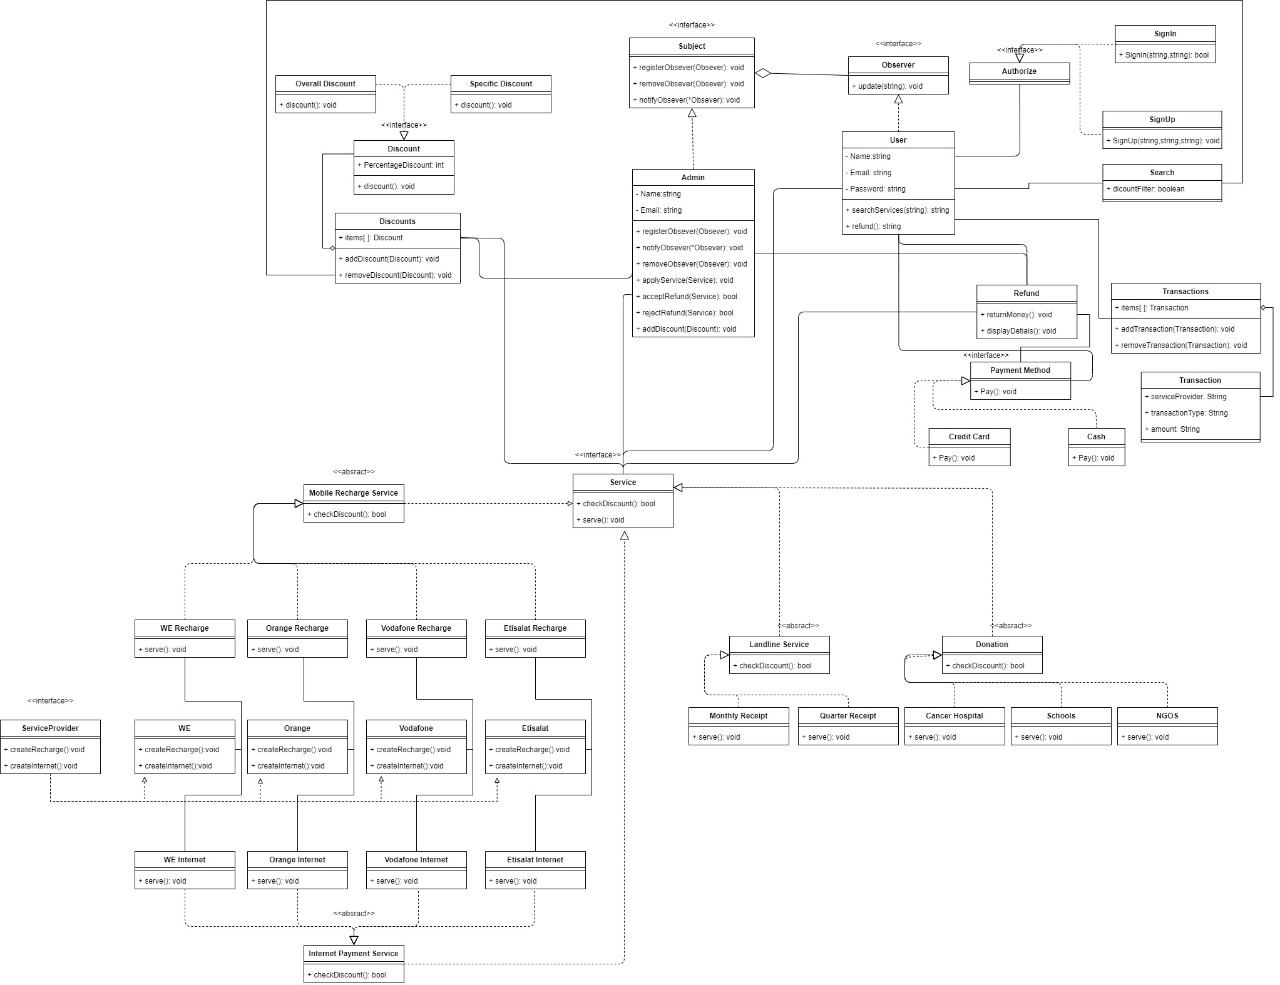 <<interface>>
Subject
+ registerObsever(Obsever): void
+ removeObsever(Obsever): void
+ notifyObsever(*Obsever): void
<<interface>>
Observer
+ update(string): void
<<interface>>
Authorize
SignIn
+ SignIn(string,string): bool
SignUp
+ SignUp(string,string,string): void
Search
+ dicountFilter: boolean
Overall Discount
+ discount(): void
Specific Discount
+ discount(): void
<<interface>>
Discount
+ PercentageDiscount: int
+ discount(): void
Discounts
+ items[ ]: Discount
+ addDiscount(Discount): void
+ removeDiscount(Discount): void
Admin
- Name:string
- Email: string
+ registerObsever(Obsever): void
+ notifyObsever(*Obsever): void
+ removeObsever(Obsever): void
+ applyService(Service): void
+ acceptRefund(Service): bool
+ rejectRefund(Service): bool
+ addDiscount(Discount): void
User
- Name:string
- Email: string
- Password: string
+ searchServices(string): string
+ refund(): string
Refund
+ returnMoney(): void
+ displayDetials(): void
Transactions
+ items[ ]: Transaction
+ addTransaction(Transaction): void
+ removeTransaction(Transaction): void
<<interface>>
Payment Method
+ Pay(): void
Transaction
+ serviceProvider: String
+ transactionType: String
+ amount: String
Credit Card
+ Pay(): void
Cash
+ Pay(): void
<<interface>>
Service
+ checkDiscount(): bool
+ serve(): void
<<absract>>
Mobile Recharge Service
+ checkDiscount(): bool
WE Recharge
+ serve(): void
Orange Recharge
+ serve(): void
Vodafone Recharge
+ serve(): void
Etisalat Recharge
+ serve(): void
<<absract>>
Landline Service
+ checkDiscount(): bool
<<absract>>
Donation
+ checkDiscount(): bool
Monthly Receipt
+ serve(): void
Quarter Receipt
+ serve(): void
Cancer Hospital
+ serve(): void
Schools
+ serve(): void
NGOS
+ serve(): void
<<interface>>
ServiceProvider
+ createRecharge():void
+ createInternet():void
WE
+ createRecharge():void
+ createInternet():void
Orange
+ createRecharge():void
+ createInternet():void
Vodafone
+ createRecharge():void
+ createInternet():void
Etisalat
+ createRecharge():void
+ createInternet():void
WE Internet
+ serve(): void
Orange Internet
+ serve(): void
Vodafone Internet
+ serve(): void
Etisalat Internet
+ serve(): void
<<absract>>
Internet Payment Service
+ checkDiscount(): bool